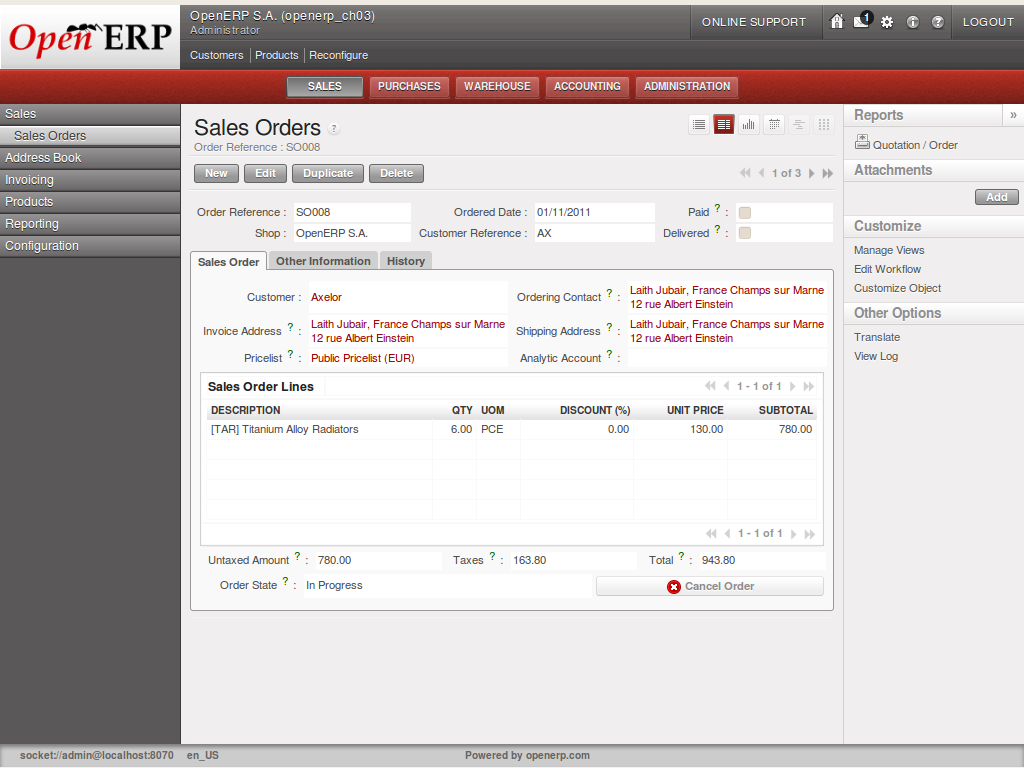 Open ERP
OpenERP S.A. (openerp_ch03)
Administrator
ONLINE SUPPORT
1
?
LOGOUT
Customers
Products
Reconfigure
SALES
PURCHASES
WAREHOUSE
ACCOUNTING
ADMINISTRATION
Sales
Sales Orders
Address Book
Invoicing
Products
Reporting
Configuration
Sales Orders ?
Order Reference : SO008
New
Edit
Duplicate
Delete
1 of 3
Order Reference : SO008
Ordered Date : 01/11/2011
Paid ? :
Shop : OpenERP S.A.
Customer Reference : AX
Delivered ? :
Sales Order
Other Information
History
Customer : Axelor
Ordering Contact ? : Laith Jubair, France Champs sur Marne
12 rue Albert Einstein
Invoice Address ? : Laith Jubair, France Champs sur Marne
12 rue Albert Einstein
Shipping Address ? : Laith Jubair, France Champs sur Marne
12 rue Albert Einstein
Pricelist ? : Public Pricelist (EUR)
Analytic Account ? :
Sales Order Lines
1 - 1 of 1
DESCRIPTION QTY UOM DISCOUNT (%) UNIT PRICE SUBTOTAL
[TAR] Titanium Alloy Radiators 6.00 PCE 0.00 130.00 780.00
1 - 1 of 1
Untaxed Amount ? : 780.00
Taxes ? : 163.80
Total ? : 943.80
Order State ? : In Progress
Cancel Order
Reports
»
Quotation / Order
Attachments
Add
Customize
Manage Views
Edit Workflow
Customize Object
Other Options
Translate
View Log
socket://admin@localhost:8070
en_US
Powered by openerp.com